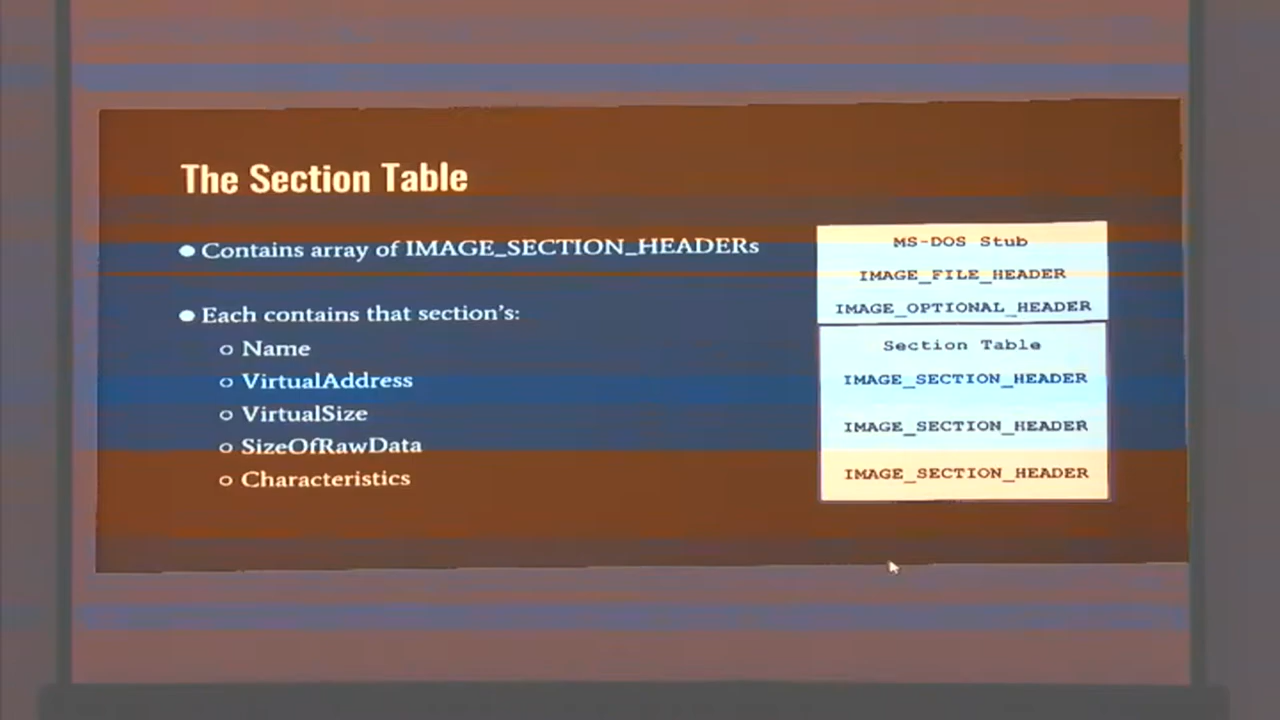 The Section Table
● Contains array of IMAGE_SECTION_HEADERs
● Each contains that section's:
○ Name
○ VirtualAddress
○ VirtualSize
○ SizeOfRawData
○ Characteristics
MS-DOS Stub
IMAGE_FILE_HEADER
IMAGE_OPTIONAL_HEADER
Section Table
IMAGE_SECTION_HEADER
IMAGE_SECTION_HEADER
IMAGE_SECTION_HEADER